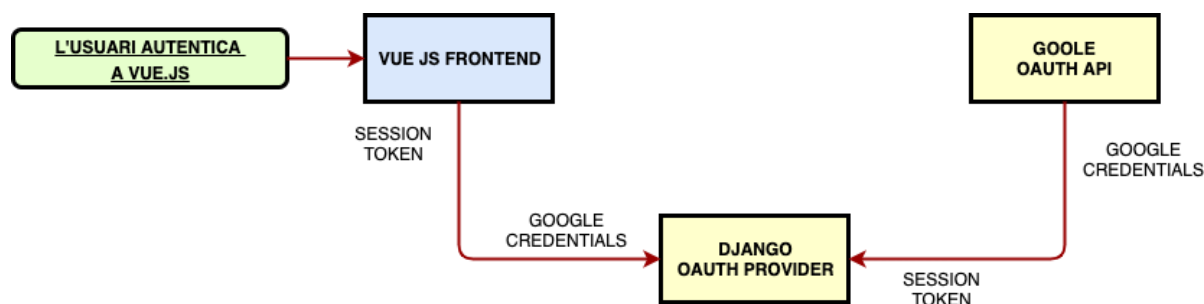 L'USUARI AUTENTICA
A VUE.JS
VUE JS FRONTEND
GOOLE
OAUTH API
SESSION
TOKEN
GOOGLE
CREDENTIALS
GOOGLE
CREDENTIALS
DJANGO
OAUTH PROVIDER
SESSION
TOKEN